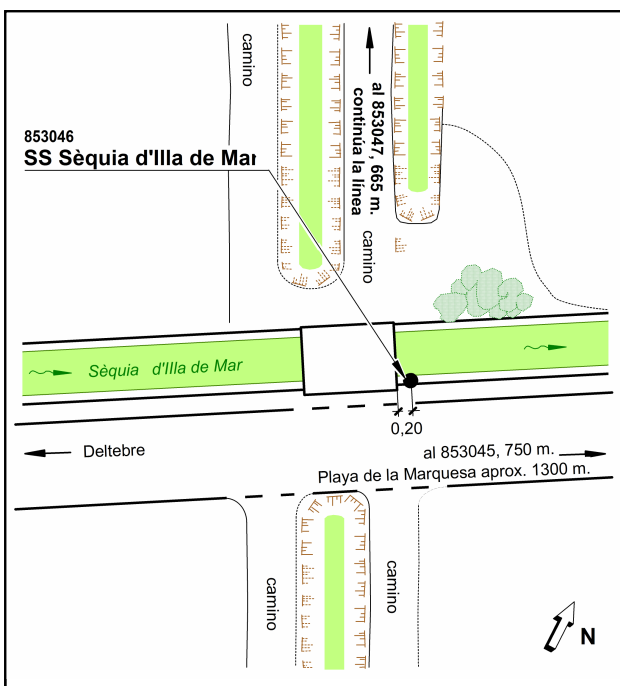 camino
853046
SS Sèquia d'Illa de Mar
al 853047, 665 m.
continúa la línea
camino
Sèquia d'Illa de Mar
0,20
Deltebre
al 853045, 750 m.
Playa de la Marquesa aprox. 1300 m.
camino
camino
N